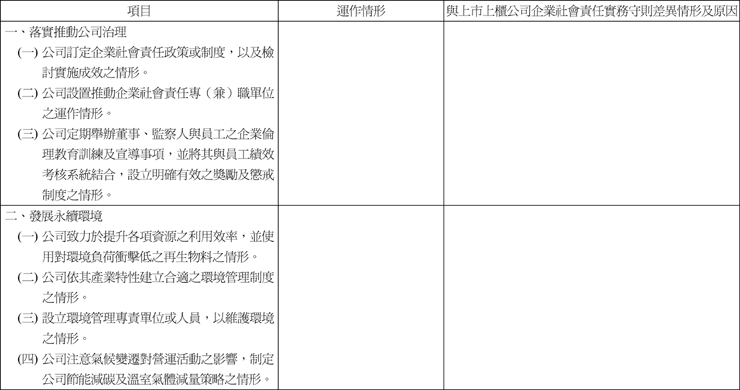 項目
運作情形
與上市上櫃公司企業社會責任實務守則差異情形及原因
一、落實推動公司治理
(一) 公司訂定企業社會責任政策或制度，以及檢
討實施成效之情形。
(二) 公司設置推動企業社會責任專（兼）職單位
之運作情形。
(三) 公司定期舉辦董事、監察人與員工之企業倫
理教育訓練及宣導事項，並將其與員工績效
考核系統結合，設立明確有效之獎勵及懲戒
制度之情形。
二、發展永續環境
(一) 公司致力於提升各項資源之利用效率，並使
用對環境負荷衝擊低之再生物料之情形。
(二) 公司依其產業特性建立合適之環境管理制度
之情形。
(三) 設立環境管理專責單位或人員，以維護環境
之情形。
(四) 公司注意氣候變遷對營運活動之影響，制定
公司節能減碳及溫室氣體減量策略之情形。